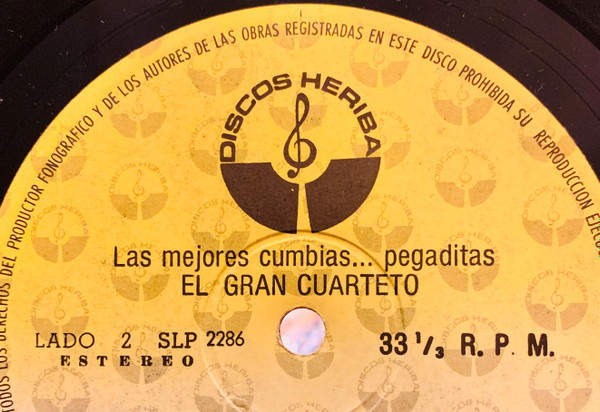 TODOS LOS DERECHOS DEL PRODUCTOR FONOGRAFICO Y DE LOS AUTORES DE LAS OBRAS REGISTRADAS EN ESTE DISCO PROHIBIDA SU REPRODUCCION EJECU
DISCOS HERIBA
Las mejores cumbias... pegaditas
EL GRAN CUARTETO
LADO 2 SLP 2286
ESTEREO
33 1/3 R. P. M.